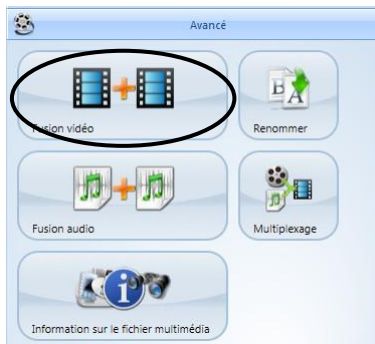 Avancé
Fusion vidéo
Renommer
Fusion audio
Multiplexage
Information sur le fichier multimédia